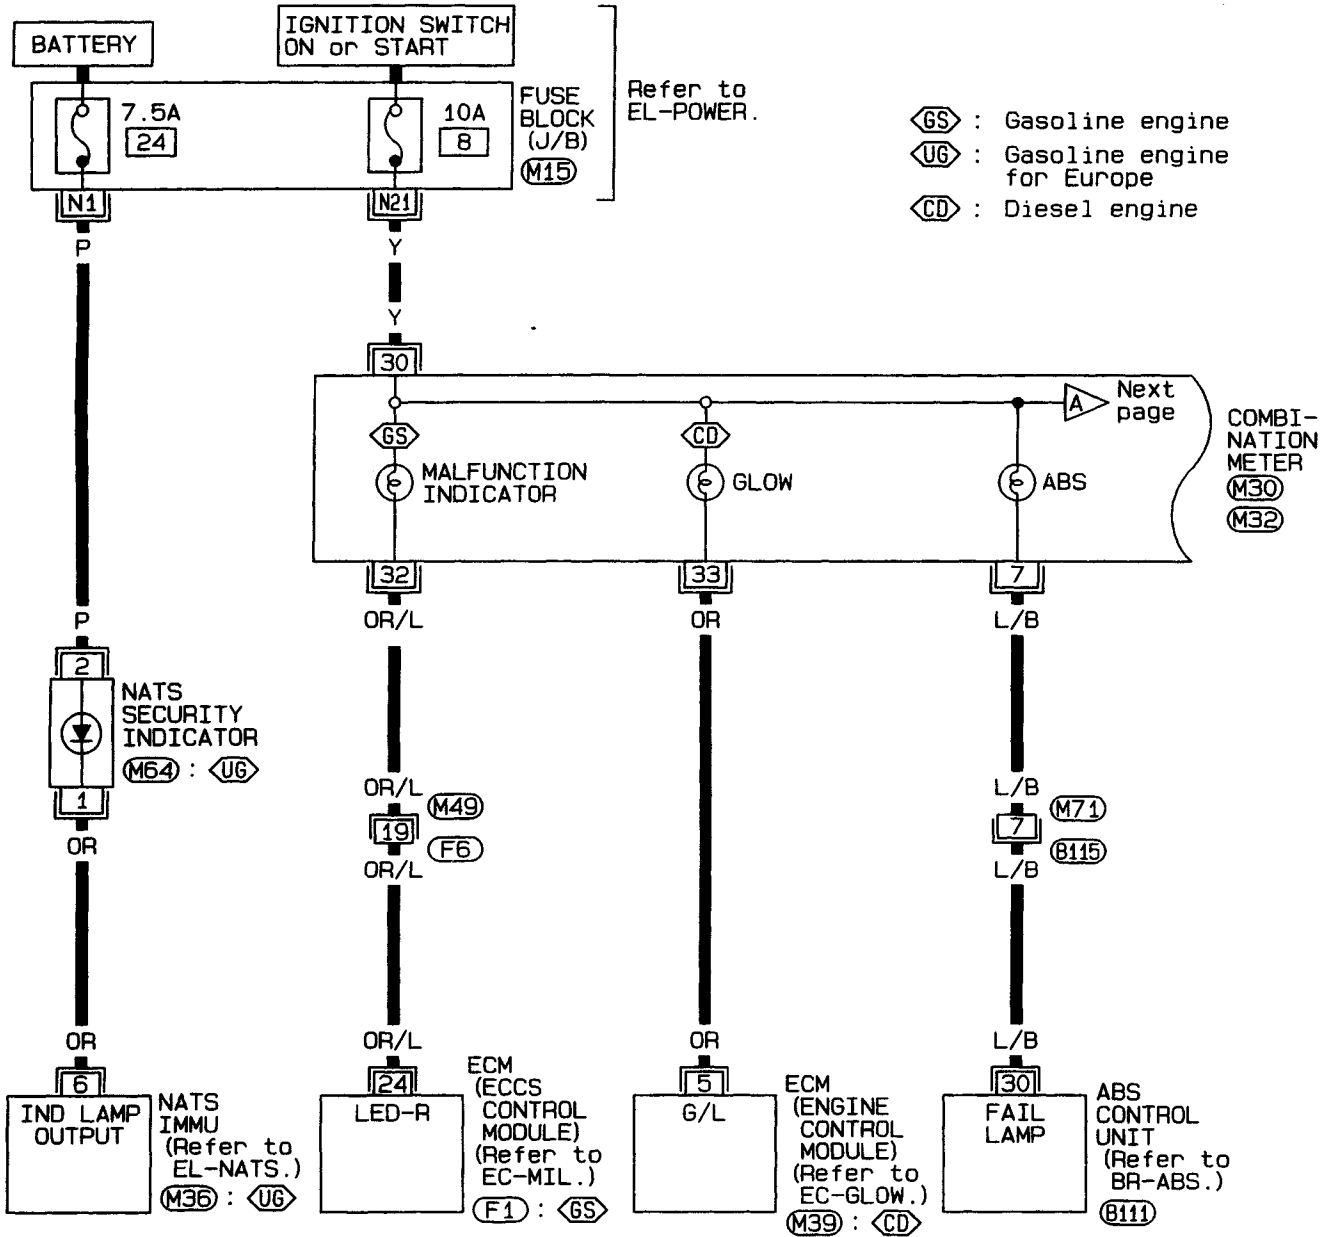 BATTERY
IGNITION SWITCH
ON or START
7.5A
24
10A
8
FUSE
BLOCK
(J/B)
M15
Refer to
EL-POWER.
GS : Gasoline engine
UG : Gasoline engine
for Europe
CD : Diesel engine
N1
N21
P
Y
Y
30
A
Next
page
GS
CD
MALFUNCTION
INDICATOR
GLOW
ABS
COMBI-
NATION
METER
M30
M32
32
33
7
OR/L
OR
L/B
P
2
NATS
SECURITY
INDICATOR
M64 : UG
1
OR
OR/L
19
M49
F6
OR/L
L/B
7
M71
B115
L/B
OR
OR/L
OR
L/B
6
24
5
30
IND LAMP
OUTPUT
NATS
IMMU
(Refer to
EL-NATS.)
M36 : UG
LED-R
ECM
(ECCS
CONTROL
MODULE)
(Refer to
EC-MIL.)
F1 : GS
G/L
ECM
(ENGINE
CONTROL
MODULE)
(Refer to
EC-GLOW.)
M39 : CD
FAIL
LAMP
ABS
CONTROL
UNIT
(Refer to
BR-ABS.)
B111